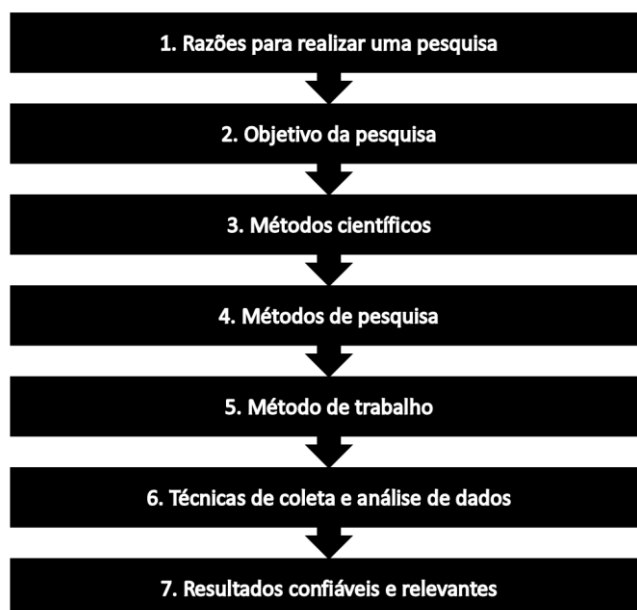 1. Razões para realizar uma pesquisa
2. Objetivo da pesquisa
3. Métodos científicos
4. Métodos de pesquisa
5. Método de trabalho
6. Técnicas de coleta e análise de dados
7. Resultados confiáveis e relevantes